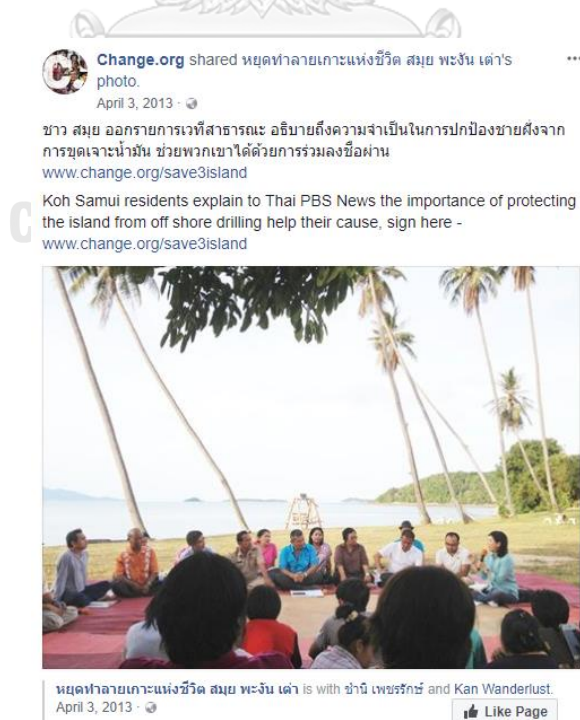 Change.org shared หยุดทำลายเกาะแห่งชีวิต สมุย พะงัน เต่า's
photo.
April 3, 2013 ·
ชาว สมุย ออกรายการเวทีสาธารณะ อธิบายถึงความจำเป็นในการปกป้องชายฝั่งจาก
การขุดเจาะน้ำมัน ช่วยพวกเขาได้ด้วยการร่วมลงชื่อผ่าน
www.change.org/save3island
Koh Samui residents explain to Thai PBS News the importance of protecting
the island from off shore drilling help their cause, sign here -
www.change.org/save3island
หยุดทำลายเกาะแห่งชีวิต สมุย พะงัน เต่า is with ชำนิ เพชรรักษ์ and Kan Wanderlust.
April 3, 2013 ·
Like Page